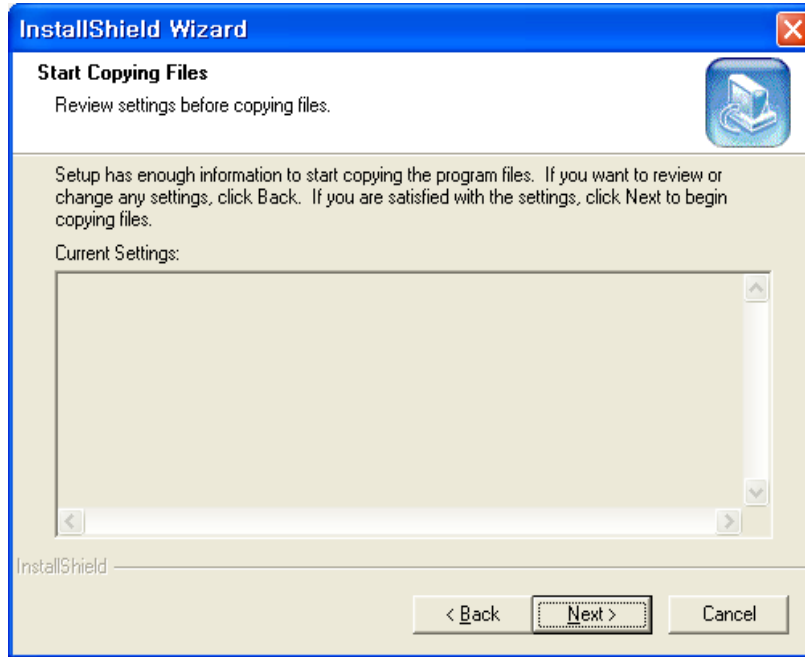 InstallShield Wizard
Start Copying Files
Review settings before copying files.
Setup has enough information to start copying the program files. If you want to review or
change any settings, click Back. If you are satisfied with the settings, click Next to begin
copying files.
Current Settings:
InstallShield
< Back
Next >
Cancel